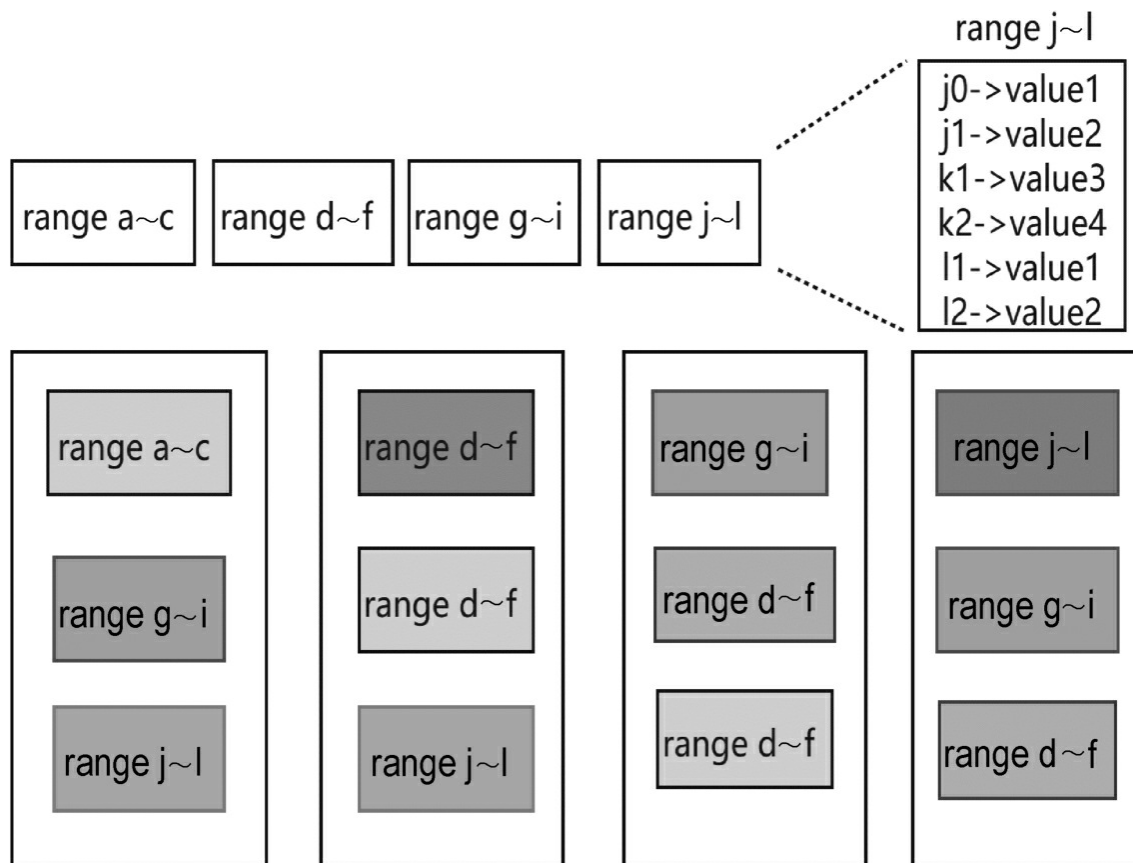 range j~l
j0->value1
j1->value2
k1->value3
k2->value4
l1->value1
l2->value2
range a~c
range d~f
range g~i
range j~l
range a~c
range g~i
range j~l
range d~f
range d~f
range j~l
range g~i
range d~f
range d~f
range j~l
range g~i
range d~f